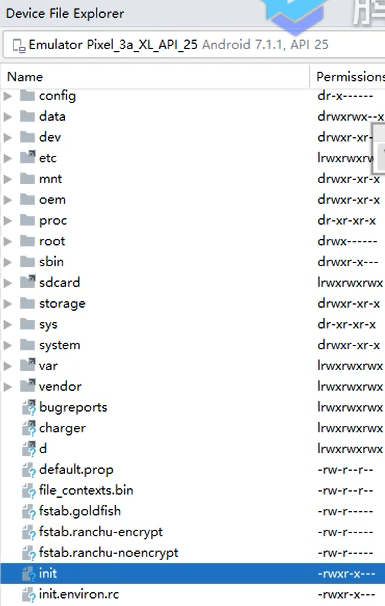 Device File Explorer
Emulator Pixel_3a_XL_API_25 Android 7.1.1, API 25
Name Permissions
config dr-x------
data drwxrwx--x
dev drwxr-xr-
etc lrwxrwxrw
mnt drwxr-xr-x
oem drwxr-xr-x
proc dr-xr-xr-x
root drwx------
sbin drwxr-x---
sdcard lrwxrwxrwx
storage drwxr-xr-x
sys dr-xr-xr-x
system drwxr-xr-x
var lrwxrwxrwx
vendor lrwxrwxrwx
bugreports lrwxrwxrwx
charger lrwxrwxrwx
d lrwxrwxrwx
default.prop -rw-r--r--
file_contexts.bin -rw-r--r--
fstab.goldfish -rw-r-----
fstab.ranchu-encrypt -rw-r-----
fstab.ranchu-noencrypt -rw-r-----
init -rwxr-x---
init.environ.rc -rwxr-x---